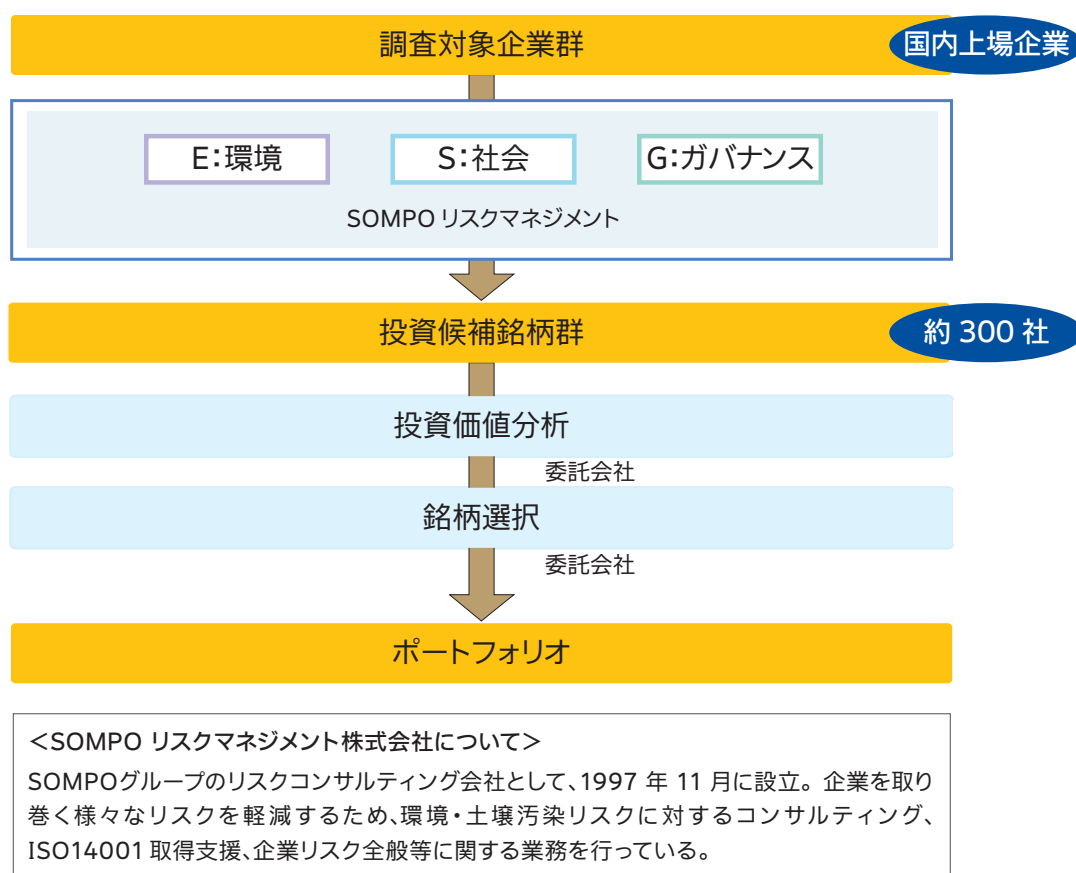 調査対象企業群
国内上場企業
E:環境
S:社会
G:ガバナンス
SOMPO リスクマネジメント
投資候補銘柄群
約 300 社
投資価値分析
委託会社
銘柄選択
委託会社
ポートフォリオ
<SOMPO リスクマネジメント株式会社について>
SOMPOグループのリスクコンサルティング会社として、1997 年 11 月に設立。企業を取り
巻く様々なリスクを軽減するため、環境・土壌汚染リスクに対するコンサルティング、
ISO14001 取得支援、企業リスク全般等に関する業務を行っている。